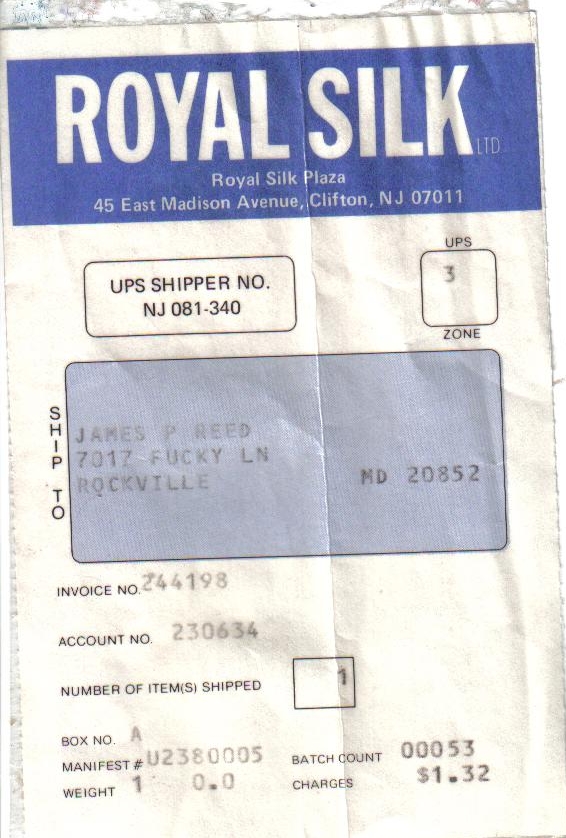 ROYAL SILK LTD.
Royal Silk Plaza
45 East Madison Avenue, Clifton, NJ 07011
UPS SHIPPER NO.
NJ 081-340
UPS
3
ZONE
SHIP TO
JAMES P REED
7017 FUCKY LN
ROCKVILLE MD 20852
INVOICE NO. 244198
ACCOUNT NO. 230634
NUMBER OF ITEM(S) SHIPPED 1
BOX NO. A
MANIFEST # U2380005 BATCH COUNT 00053
WEIGHT 1 0.0 CHARGES $1.32